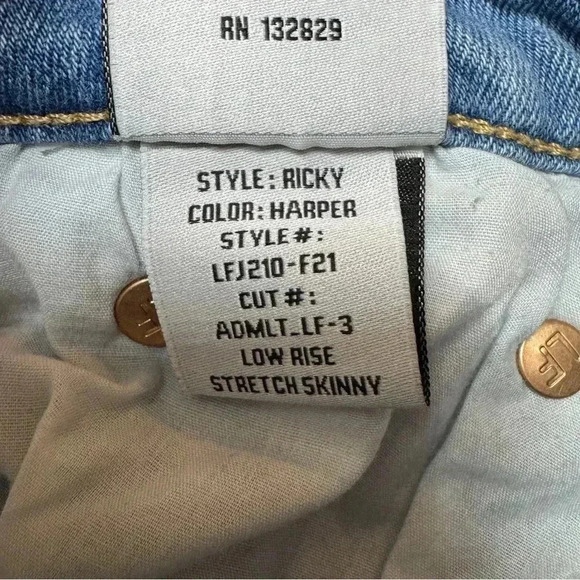 RN 132829
STYLE: RICKY
COLOR: HARPER
STYLE#:
LFJ210-F21
CUT #:
ADMLT_LF-3
LOW RISE
STRETCH SKINNY